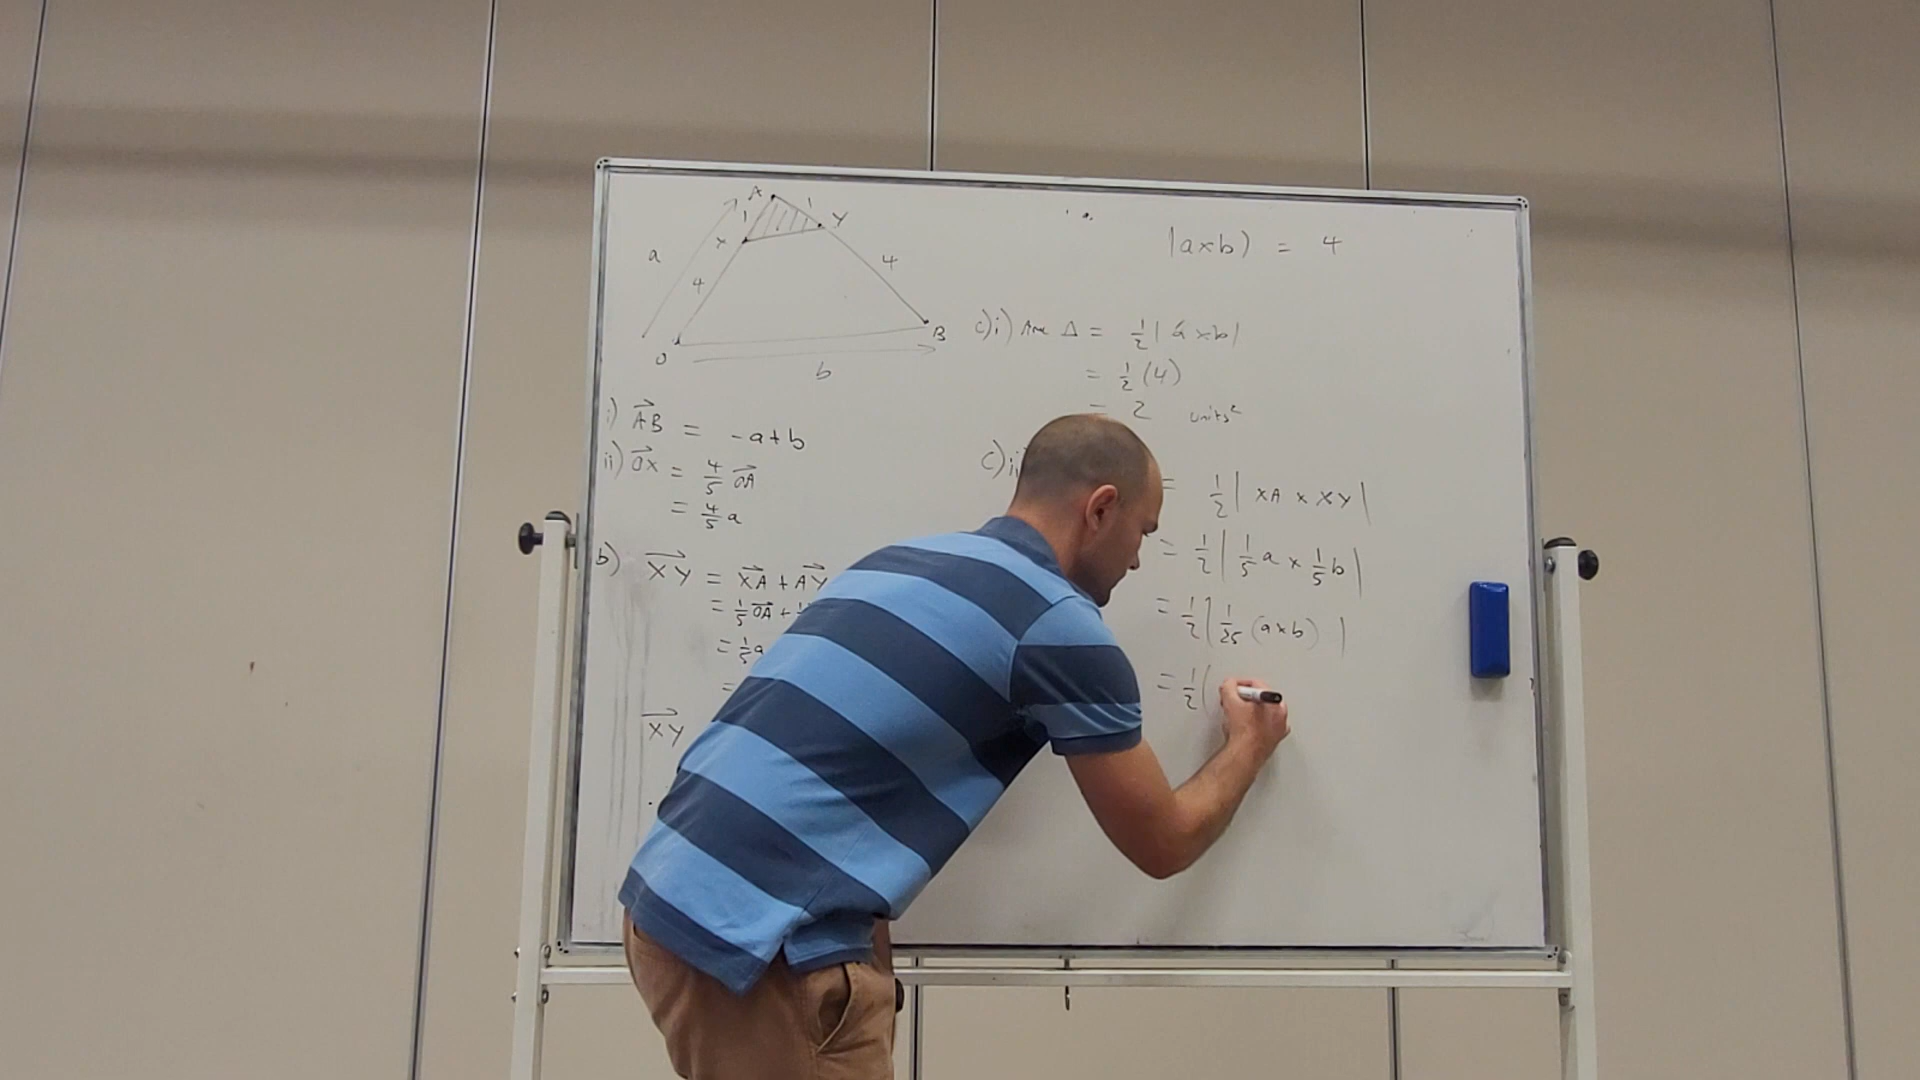 A
1
Y
X
a
4
4
B
O
b
i) AB = -a+b
ii) OX = 4/5 OA
= 4/5 a
b) XY = XA + AY
= 1/5 OA +
= 1/5 a
=
XY
|axb) = 4
c)i) Area Δ = 1/2 | a x b |
= 1/2 (4)
= 2 units²
c)ii
= 1/2 | XA x XY |
= 1/2 | 1/5 a x 1/5 b |
= 1/2 | 1/25 (axb) |
= 1/2 (